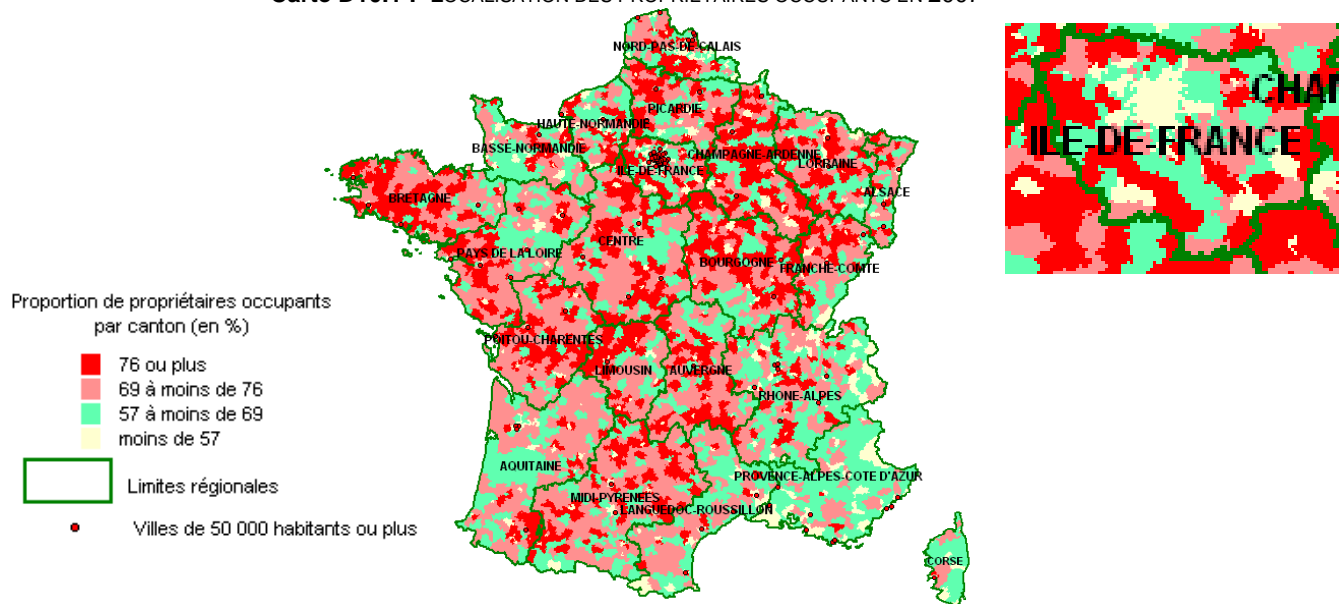 Carte D10.14 : LOCALISATION DES PROPRIÉTAIRES OCCUPANTS EN 2007
NORD-PAS-DE-CALAIS
PICARDIE
HAUTE-NORMANDIE
BASSE-NORMANDIE
CHAMPAGNE-ARDENNE
LORRAINE
ILE-DE-FRANCE
ALSACE
BRETAGNE
PAYS DE LA LOIRE
CENTRE
BOURGOGNE
FRANCHE-COMTE
POITOU-CHARENTES
LIMOUSIN
AUVERGNE
RHONE-ALPES
AQUITAINE
MIDI-PYRENEES
LANGUEDOC-ROUSSILLON
PROVENCE-ALPES-COTE D'AZUR
CORSE
CHAI
ILE-DE-FRANCE
Proportion de propriétaires occupants
par canton (en %)
76 ou plus
69 à moins de 76
57 à moins de 69
moins de 57
Limites régionales
Villes de 50 000 habitants ou plus